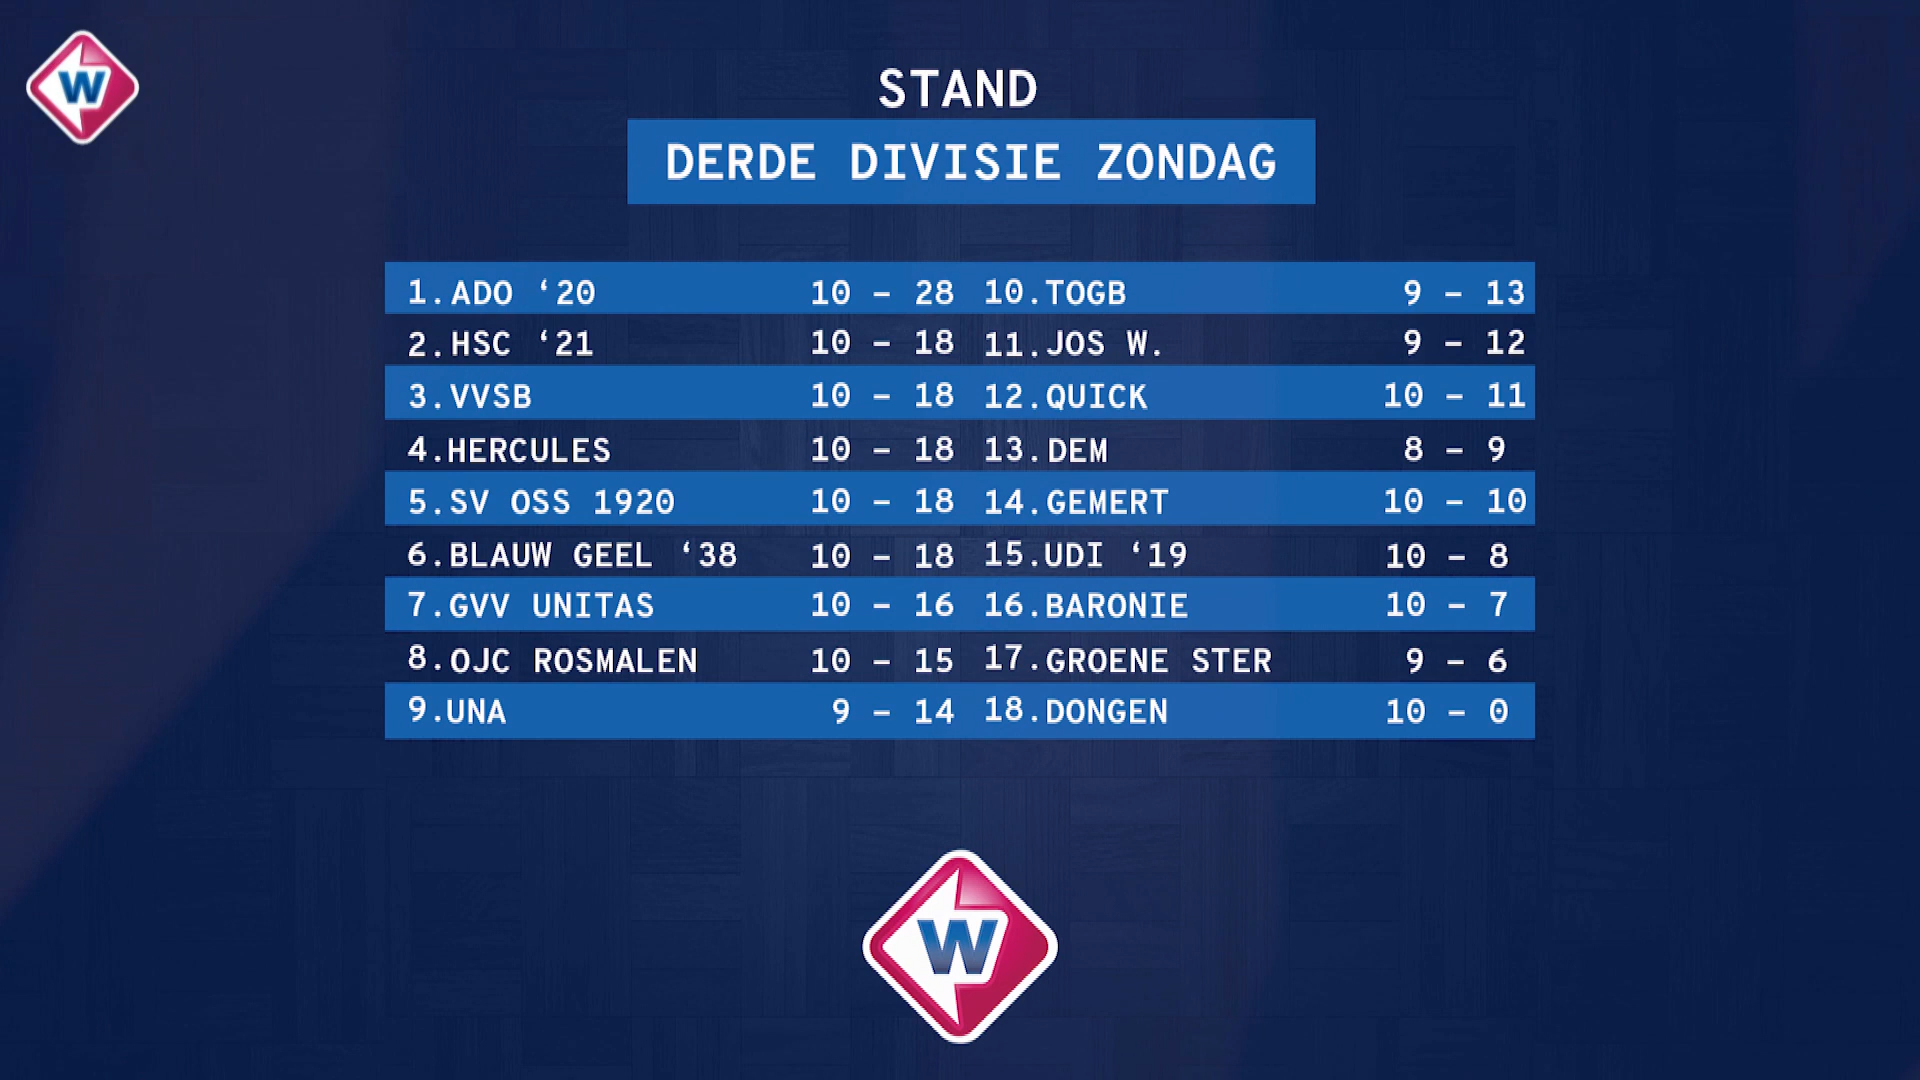 W
STAND
DERDE DIVISIE ZONDAG
1. ADO ‘20 10 – 28
2. HSC ‘21 10 – 18
3. VVSB 10 – 18
4. HERCULES 10 – 18
5. SV OSS 1920 10 – 18
6. BLAUW GEEL ‘38 10 – 18
7. GVV UNITAS 10 – 16
8. OJC ROSMALEN 10 – 15
9. UNA 9 – 14
10. TOGB 9 – 13
11. JOS W. 9 – 12
12. QUICK 10 – 11
13. DEM 8 – 9
14. GEMERT 10 – 10
15. UDI ‘19 10 – 8
16. BARONIE 10 – 7
17. GROENE STER 9 – 6
18. DONGEN 10 – 0
W